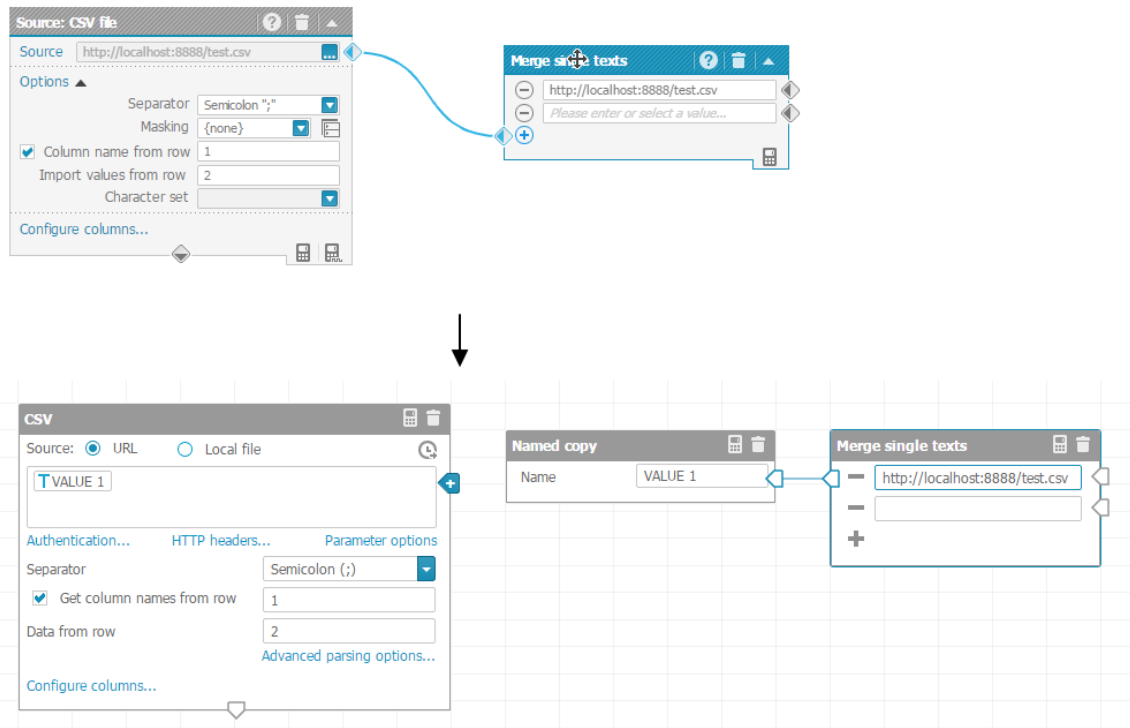 Source: CSV file
Source http://localhost:8888/test.csv ...
Options
Separator Semicolon ";"
Masking {none}
Column name from row 1
Import values from row 2
Character set
Configure columns...
Merge single texts
http://localhost:8888/test.csv
Please enter or select a value...
CSV
Source: URL Local file
T VALUE 1
Authentication... HTTP headers... Parameter options
Separator Semicolon (;)
Get column names from row 1
Data from row 2
Advanced parsing options...
Configure columns...
Named copy
Name VALUE 1
Merge single texts
http://localhost:8888/test.csv